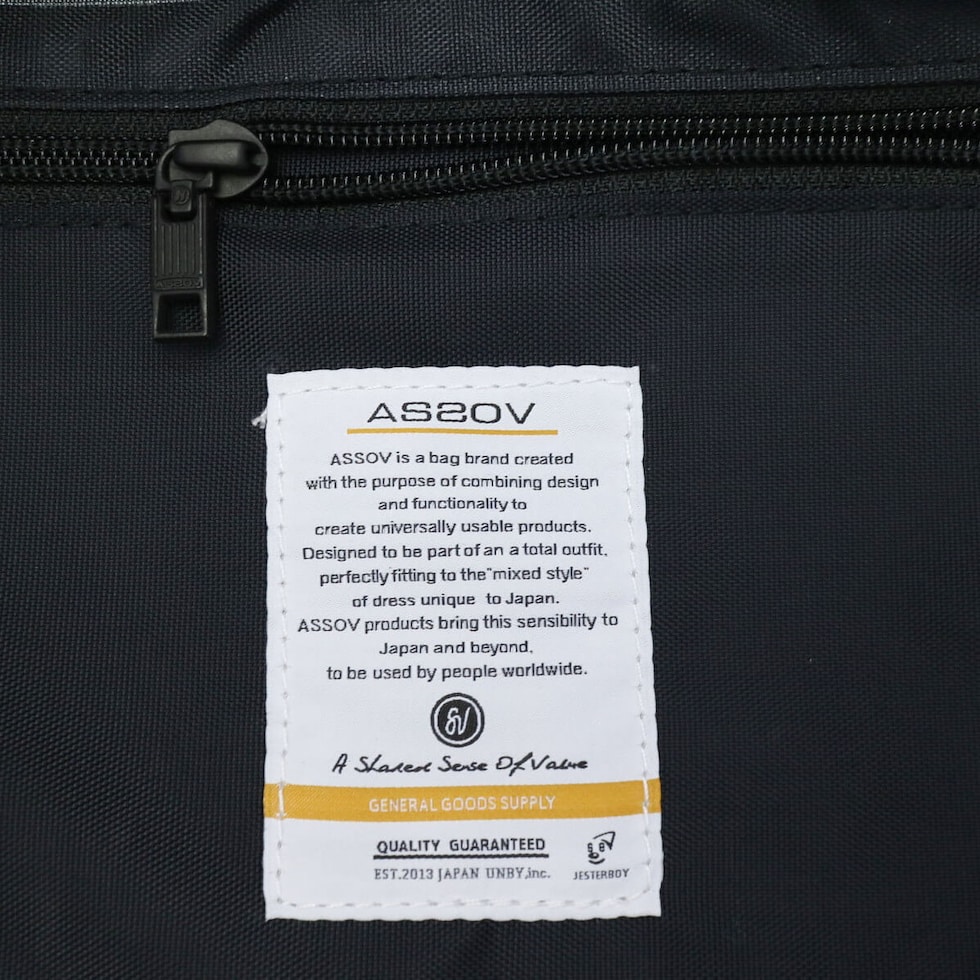 ASSOV
ASSOV is a bag brand created
with the purpose of combining design
and functionality to
create universally usable products.
Designed to be part of an a total outfit,
perfectly fitting to the "mixed style"
of dress unique to Japan.
ASSOV products bring this sensibility to
Japan and beyond,
to be used by people worldwide.
A Shared Sense Of Value
GENERAL GOODS SUPPLY
QUALITY GUARANTEED
EST.2013 JAPAN UNBY,inc.
JESTERBOY